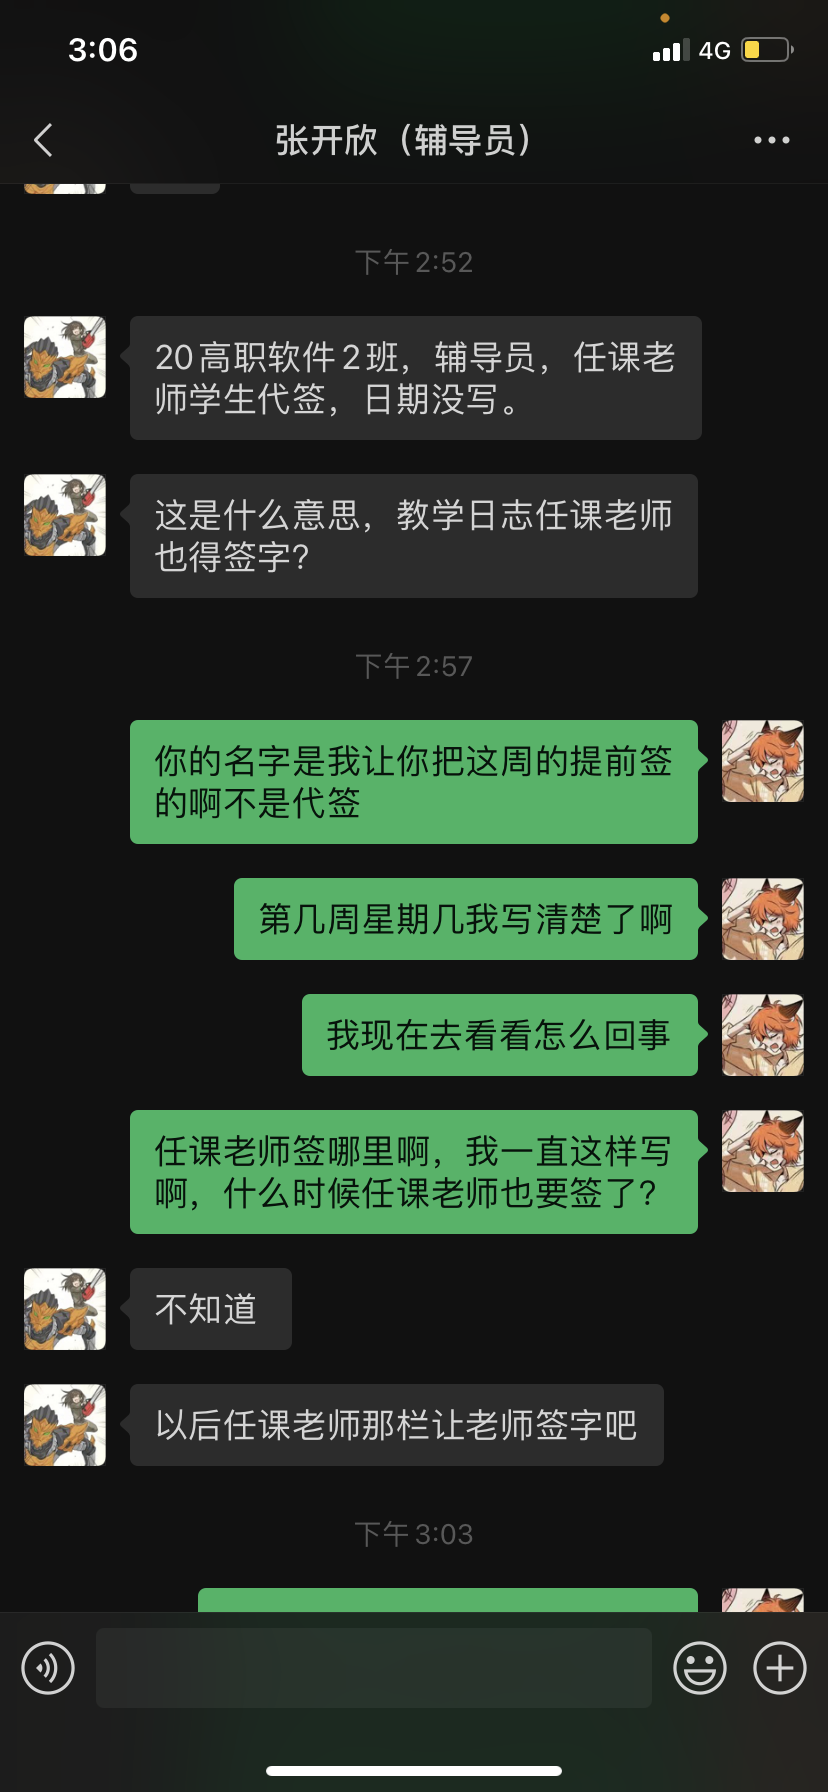 3:06
4G
张开欣（辅导员）
下午 2:52
20高职软件2班，辅导员，任课老
师学生代签，日期没写。
这是什么意思，教学日志任课老师
也得签字？
下午 2:57
你的名字是我让你把这周的提前签
的啊不是代签
第几周星期几我写清楚了啊
我现在去看看怎么回事
任课老师签哪里啊，我一直这样写
啊，什么时候任课老师也要签了？
不知道
以后任课老师那栏让老师签字吧
下午 3:03